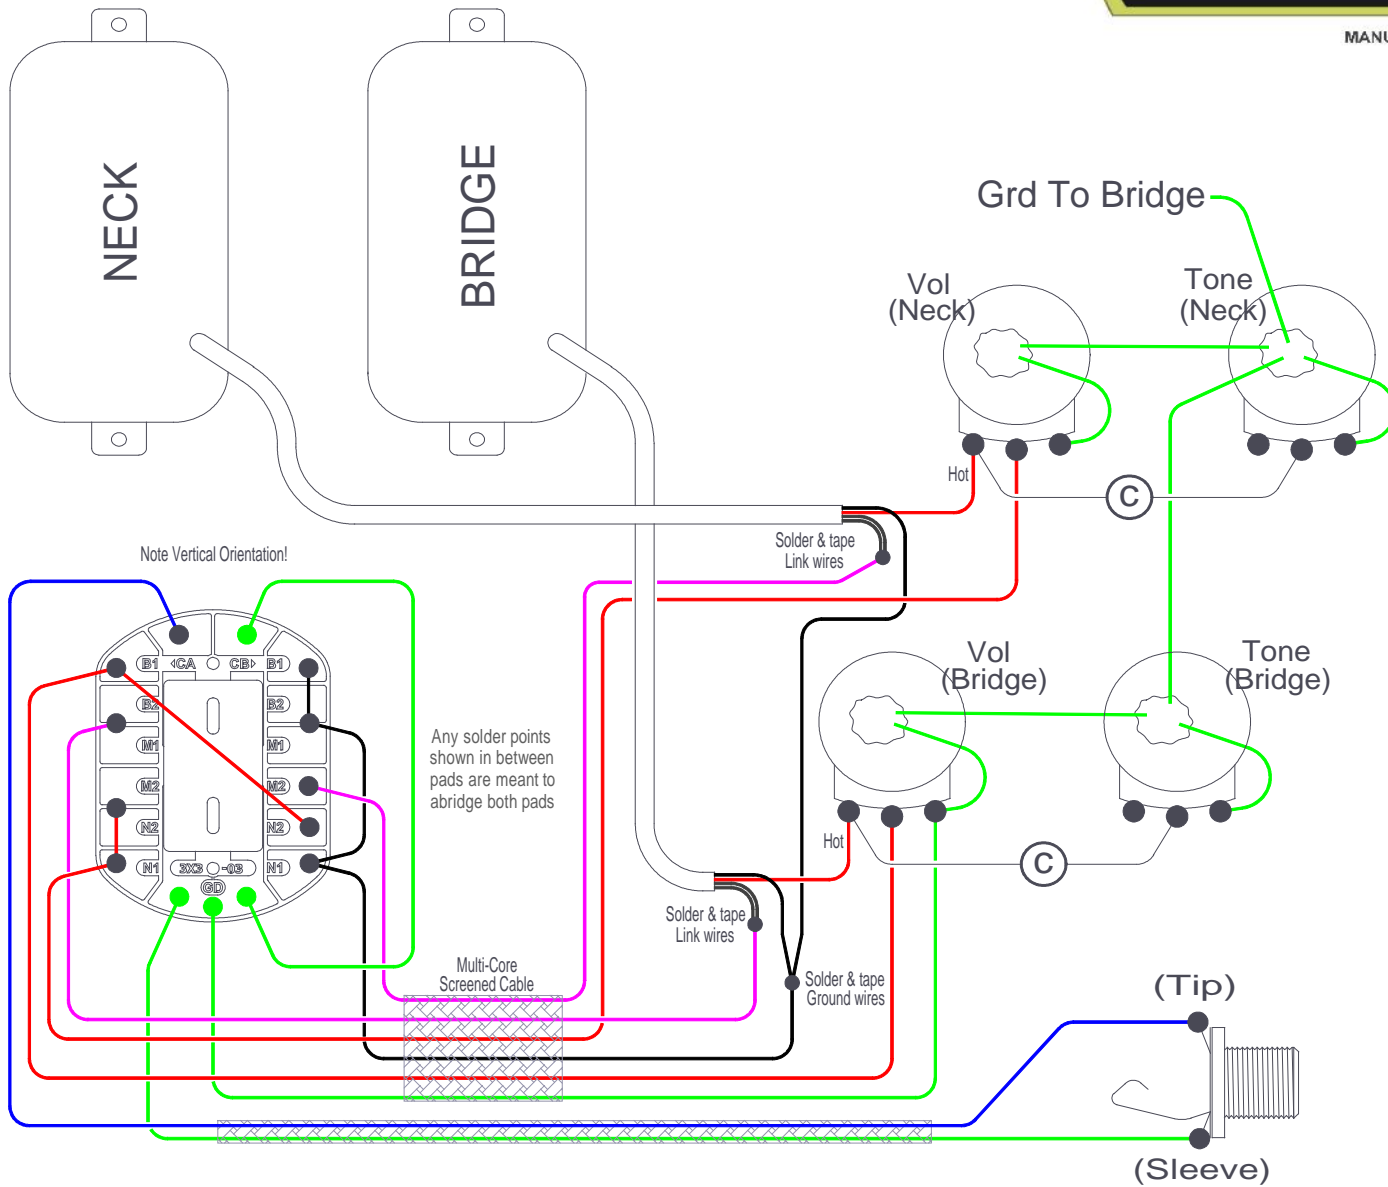 MANU
NECK
BRIDGE
Grd To Bridge
Vol
(Neck)
Tone
(Neck)
Hot
C
Solder & tape
Link wires
Note Vertical Orientation!
B1 CA CB B1
B2 B2
M1 M1
M2 M2
N2 N2
N1 3X3 -03 N1
GD
Any solder points
shown in between
pads are meant to
abridge both pads
Vol
(Bridge)
Tone
(Bridge)
Hot
C
Solder & tape
Link wires
Multi-Core
Screened Cable
Solder & tape
Ground wires
(Tip)
(Sleeve)